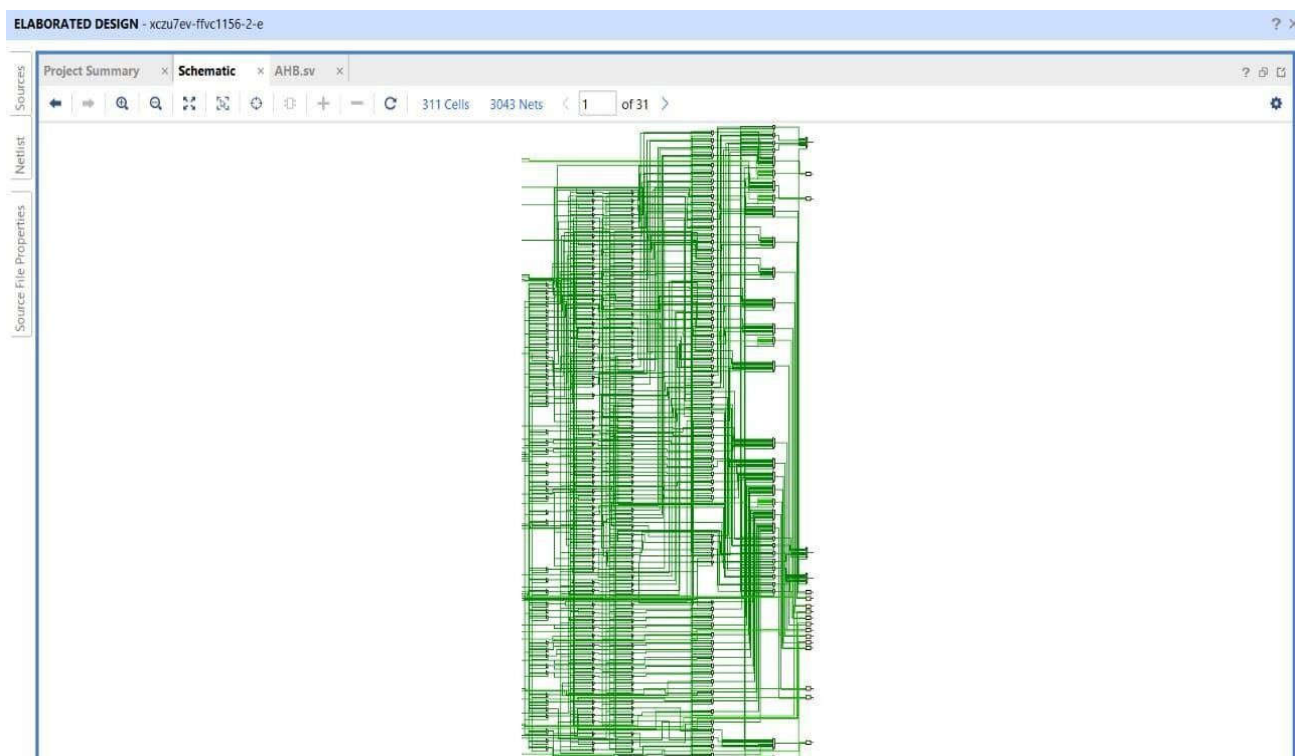 ELABORATED DESIGN - xczu7ev-ffvc1156-2-e
? ×
Sources
Netlist
Source File Properties
Project Summary × Schematic × AHB.sv ×
?
311 Cells 3043 Nets 1 of 31